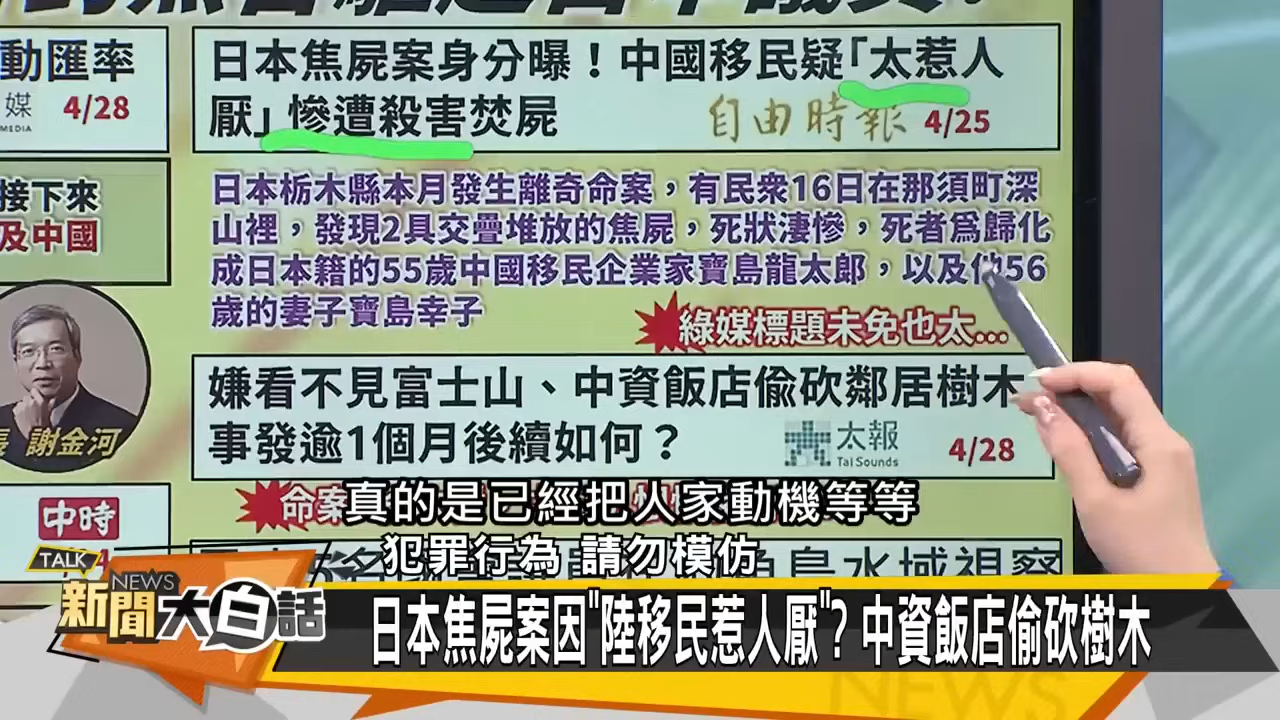 動匯率
媒 4/28
MEDIA
接下來
及中國
長 謝金河
中時
日本焦屍案身分曝！中國移民疑「太惹人
厭」慘遭殺害焚屍
自由時報 4/25
日本栃木縣本月發生離奇命案，有民眾16日在那須町深
山裡，發現2具交疊堆放的焦屍，死狀淒慘，死者為歸化
成日本籍的55歲中國移民企業家寶島龍太郎，以及他56
歲的妻子寶島幸子
綠媒標題未免也太...
嫌看不見富士山、中資飯店偷砍鄰居樹木
事發逾1個月後續如何？
太報
Tai Sounds
4/28
命案
真的是已經把人家動機等等
犯罪行為 請勿模仿
島水域視察
TALK
NEWS
新聞大白話
日本焦屍案因"陸移民惹人厭"？中資飯店偷砍樹木
NEWS